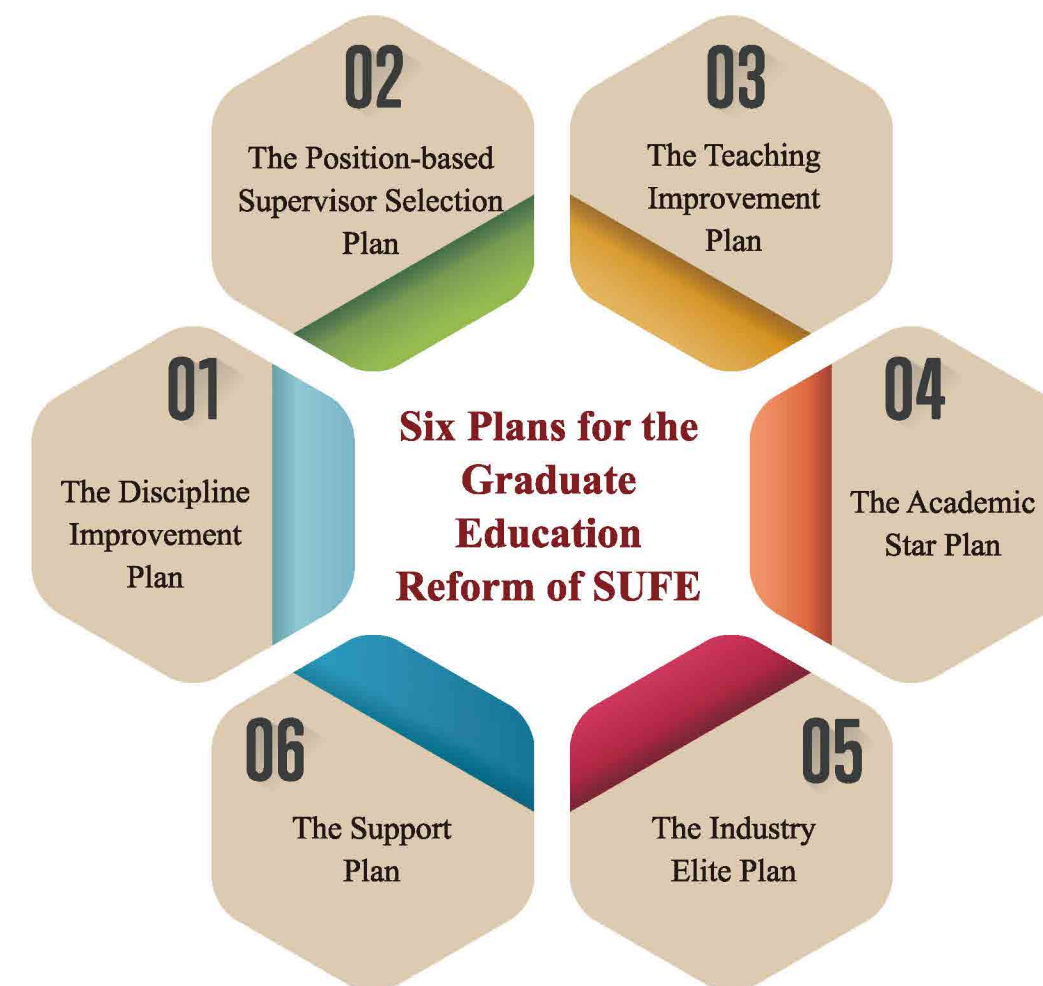 02
The Position-based
Supervisor Selection
Plan
03
The Teaching
Improvement
Plan
01
The Discipline
Improvement
Plan
Six Plans for the
Graduate
Education
Reform of SUFE
04
The Academic
Star Plan
06
The Support
Plan
05
The Industry
Elite Plan